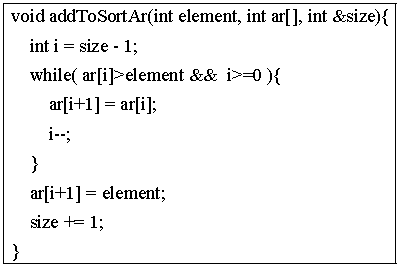 void addToSortAr(int element, int ar[], int &size){
int i = size - 1;
while( ar[i]>element &&  i>=0 ){
ar[i+1] = ar[i];
i--;
}
ar[i+1] = element;
size += 1;
}